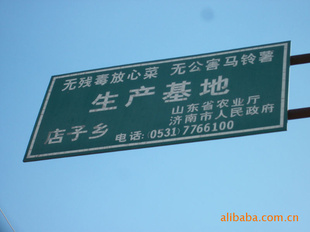 无残毒放心菜 无公害马铃薯
生产基地
店子乡
山东省农业厅
济南市人民政府
电话:(0531)7766100
alibaba.com.cn